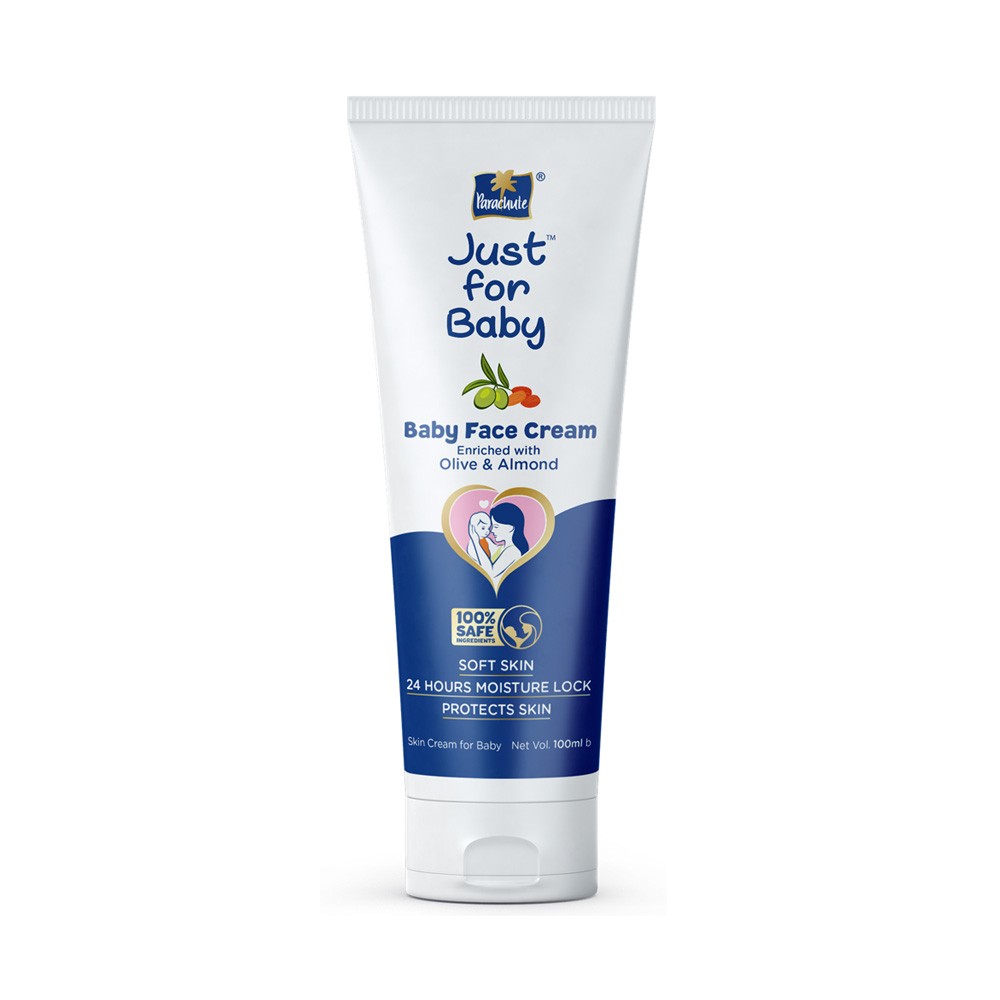 Parachute ®
Just™
for
Baby
Baby Face Cream
Enriched with
Olive & Almond
100%
SAFE
INGREDIENTS
SOFT SKIN
24 HOURS MOISTURE LOCK
PROTECTS SKIN
Skin Cream for Baby Net Vol. 100ml b